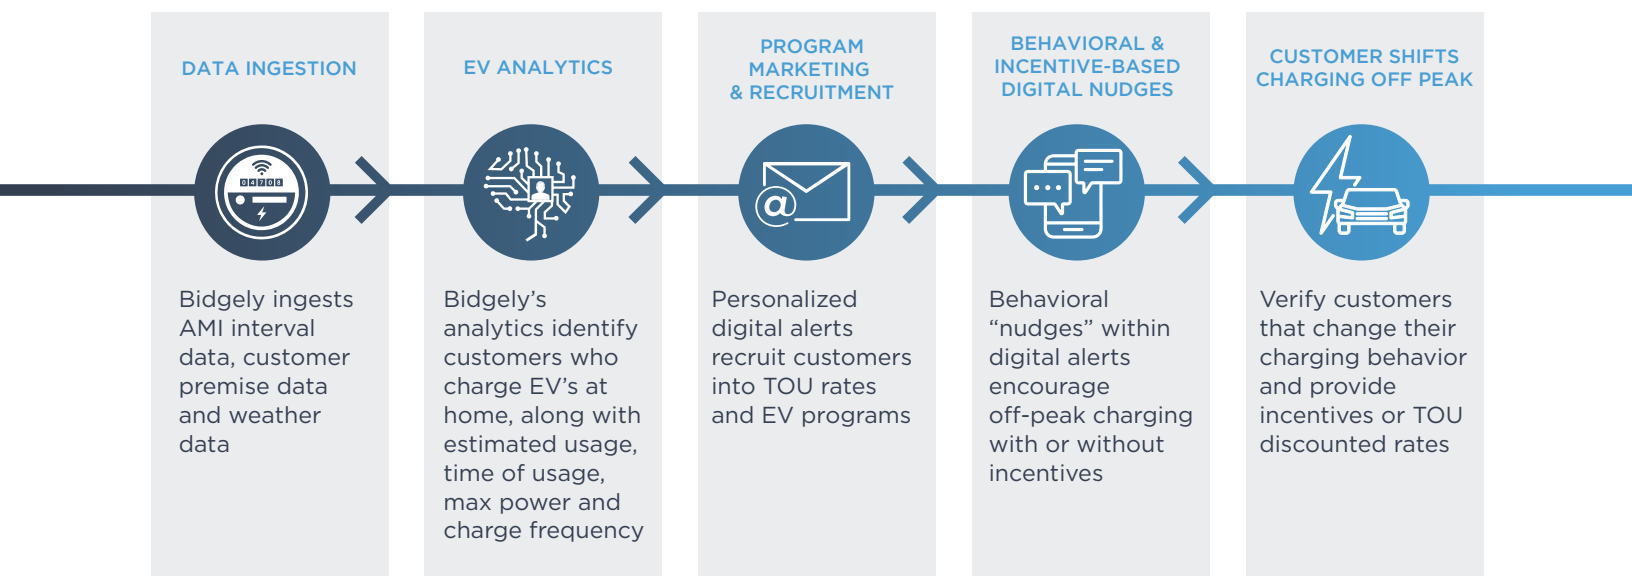 DATA INGESTION
Bidgely ingests
AMI interval
data, customer
premise data
and weather
data
EV ANALYTICS
Bidgely’s
analytics identify
customers who
charge EV’s at
home, along with
estimated usage,
time of usage,
max power and
charge frequency
PROGRAM
MARKETING
& RECRUITMENT
@
Personalized
digital alerts
recruit customers
into TOU rates
and EV programs
BEHAVIORAL &
INCENTIVE-BASED
DIGITAL NUDGES
Behavioral
“nudges” within
digital alerts
encourage
off-peak charging
with or without
incentives
CUSTOMER SHIFTS
CHARGING OFF PEAK
Verify customers
that change their
charging behavior
and provide
incentives or TOU
discounted rates